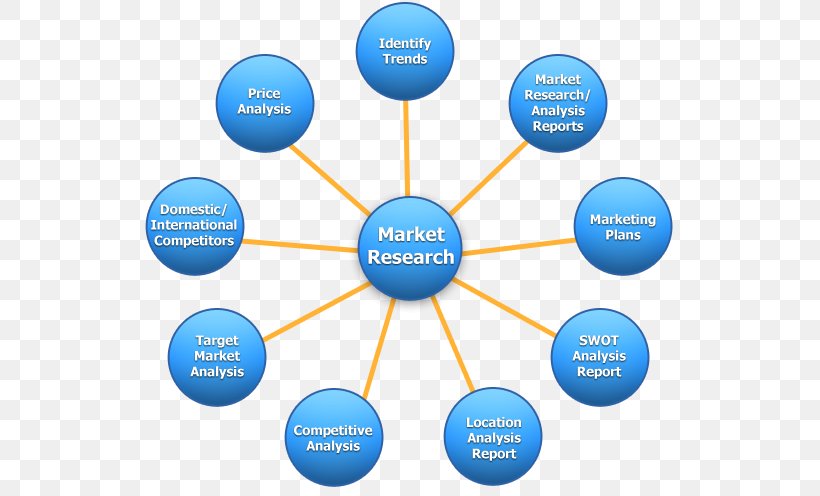 Identify
Trends
Market
Research/
Analysis
Reports
Marketing
Plans
SWOT
Analysis
Report
Location
Analysis
Report
Competitive
Analysis
Target
Market
Analysis
Domestic/
International
Competitors
Price
Analysis
Market
Research